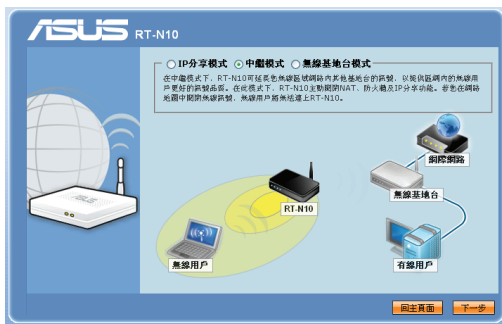 ASUS RT-N10
IP分享模式 中繼模式 無線基地台模式
在中繼模式下，RT-N10可延長您無線區域網路內其他基地台的訊號，以提供區網內的無線用
戶更好的訊號品質。在此模式下，RT-N10主動關閉NAT、防火牆及IP分享功能。若您在網路
地圖中關閉無線訊號，無線用戶將無法連上RT-N10。
網際網路
無線基地台
RT-N10
無線用戶
有線用戶
ASUS
回主頁面 下一步